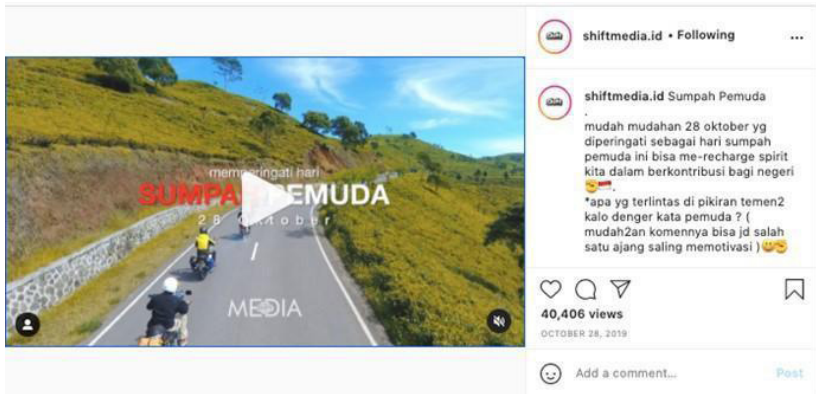 shiftmedia.id • Following
shiftmedia.id Sumpah Pemuda
.
mudah mudahan 28 oktober yg
diperingati sebagai hari sumpah
pemuda ini bisa me-recharge spirit
kita dalam berkontribusi bagi negeri
✊🇮🇩.
*apa yg terlintas di pikiran temen2
kalo denger kata pemuda ? (
mudah2an komennya bisa jd salah
satu ajang saling memotivasi )😀✊
memperingati hari
SUMPAH PEMUDA
28 Oktober
MEDIA
40,406 views
OCTOBER 28, 2019
Add a comment...
Post